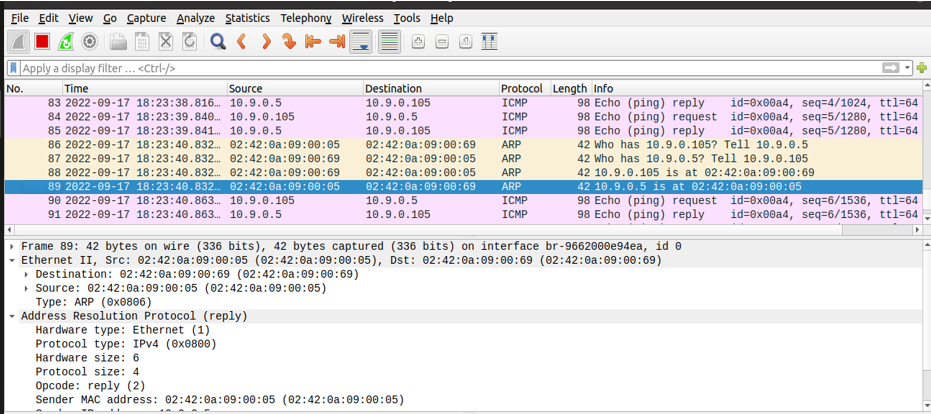 File Edit View Go Capture Analyze Statistics Telephony Wireless Tools Help
Apply a display filter ... <Ctrl-/>
No. Time Source Destination Protocol Length Info
83 2022-09-17 18:23:38.816… 10.9.0.5 10.9.0.105 ICMP 98 Echo (ping) reply id=0x00a4, seq=4/1024, ttl=64
84 2022-09-17 18:23:39.840… 10.9.0.105 10.9.0.5 ICMP 98 Echo (ping) request id=0x00a4, seq=5/1280, ttl=64
85 2022-09-17 18:23:39.841… 10.9.0.5 10.9.0.105 ICMP 98 Echo (ping) reply id=0x00a4, seq=5/1280, ttl=64
86 2022-09-17 18:23:40.832… 02:42:0a:09:00:05 02:42:0a:09:00:69 ARP 42 Who has 10.9.0.105? Tell 10.9.0.5
87 2022-09-17 18:23:40.832… 02:42:0a:09:00:69 02:42:0a:09:00:05 ARP 42 Who has 10.9.0.5? Tell 10.9.0.105
88 2022-09-17 18:23:40.832… 02:42:0a:09:00:69 02:42:0a:09:00:05 ARP 42 10.9.0.105 is at 02:42:0a:09:00:69
89 2022-09-17 18:23:40.832… 02:42:0a:09:00:05 02:42:0a:09:00:69 ARP 42 10.9.0.5 is at 02:42:0a:09:00:05
90 2022-09-17 18:23:40.863… 10.9.0.105 10.9.0.5 ICMP 98 Echo (ping) request id=0x00a4, seq=6/1536, ttl=64
91 2022-09-17 18:23:40.863… 10.9.0.5 10.9.0.105 ICMP 98 Echo (ping) reply id=0x00a4, seq=6/1536, ttl=64
Frame 89: 42 bytes on wire (336 bits), 42 bytes captured (336 bits) on interface br-9662000e94ea, id 0
Ethernet II, Src: 02:42:0a:09:00:05 (02:42:0a:09:00:05), Dst: 02:42:0a:09:00:69 (02:42:0a:09:00:69)
Destination: 02:42:0a:09:00:69 (02:42:0a:09:00:69)
Source: 02:42:0a:09:00:05 (02:42:0a:09:00:05)
Type: ARP (0x0806)
Address Resolution Protocol (reply)
Hardware type: Ethernet (1)
Protocol type: IPv4 (0x0800)
Hardware size: 6
Protocol size: 4
Opcode: reply (2)
Sender MAC address: 02:42:0a:09:00:05 (02:42:0a:09:00:05)